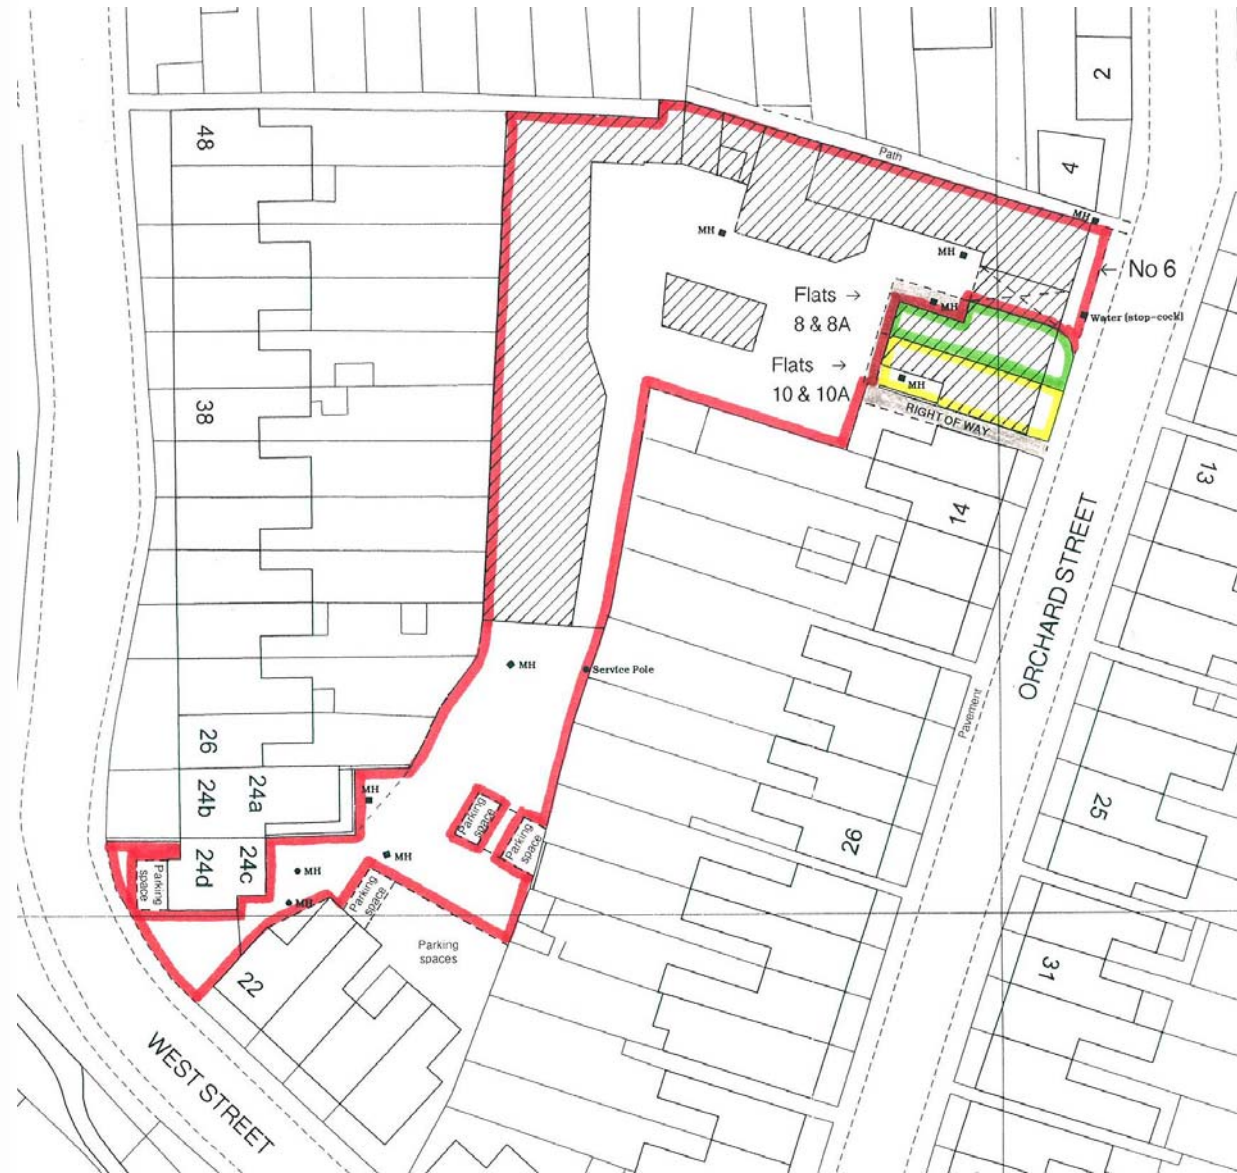 2
48
Path
4
MH
MH
MH
← No 6
Flats →
8 & 8A
MH
Water (stop-cock)
Flats →
10 & 10A
MH
RIGHT OF WAY
38
13
14
ORCHARD STREET
MH
Service Pole
Pavement
26
24a
24b
MH
Parking
space
Parking
space
25
26
24c
24d
MH
MH
Parking
space
MH
Parking
space
Parking
spaces
22
31
WEST STREET